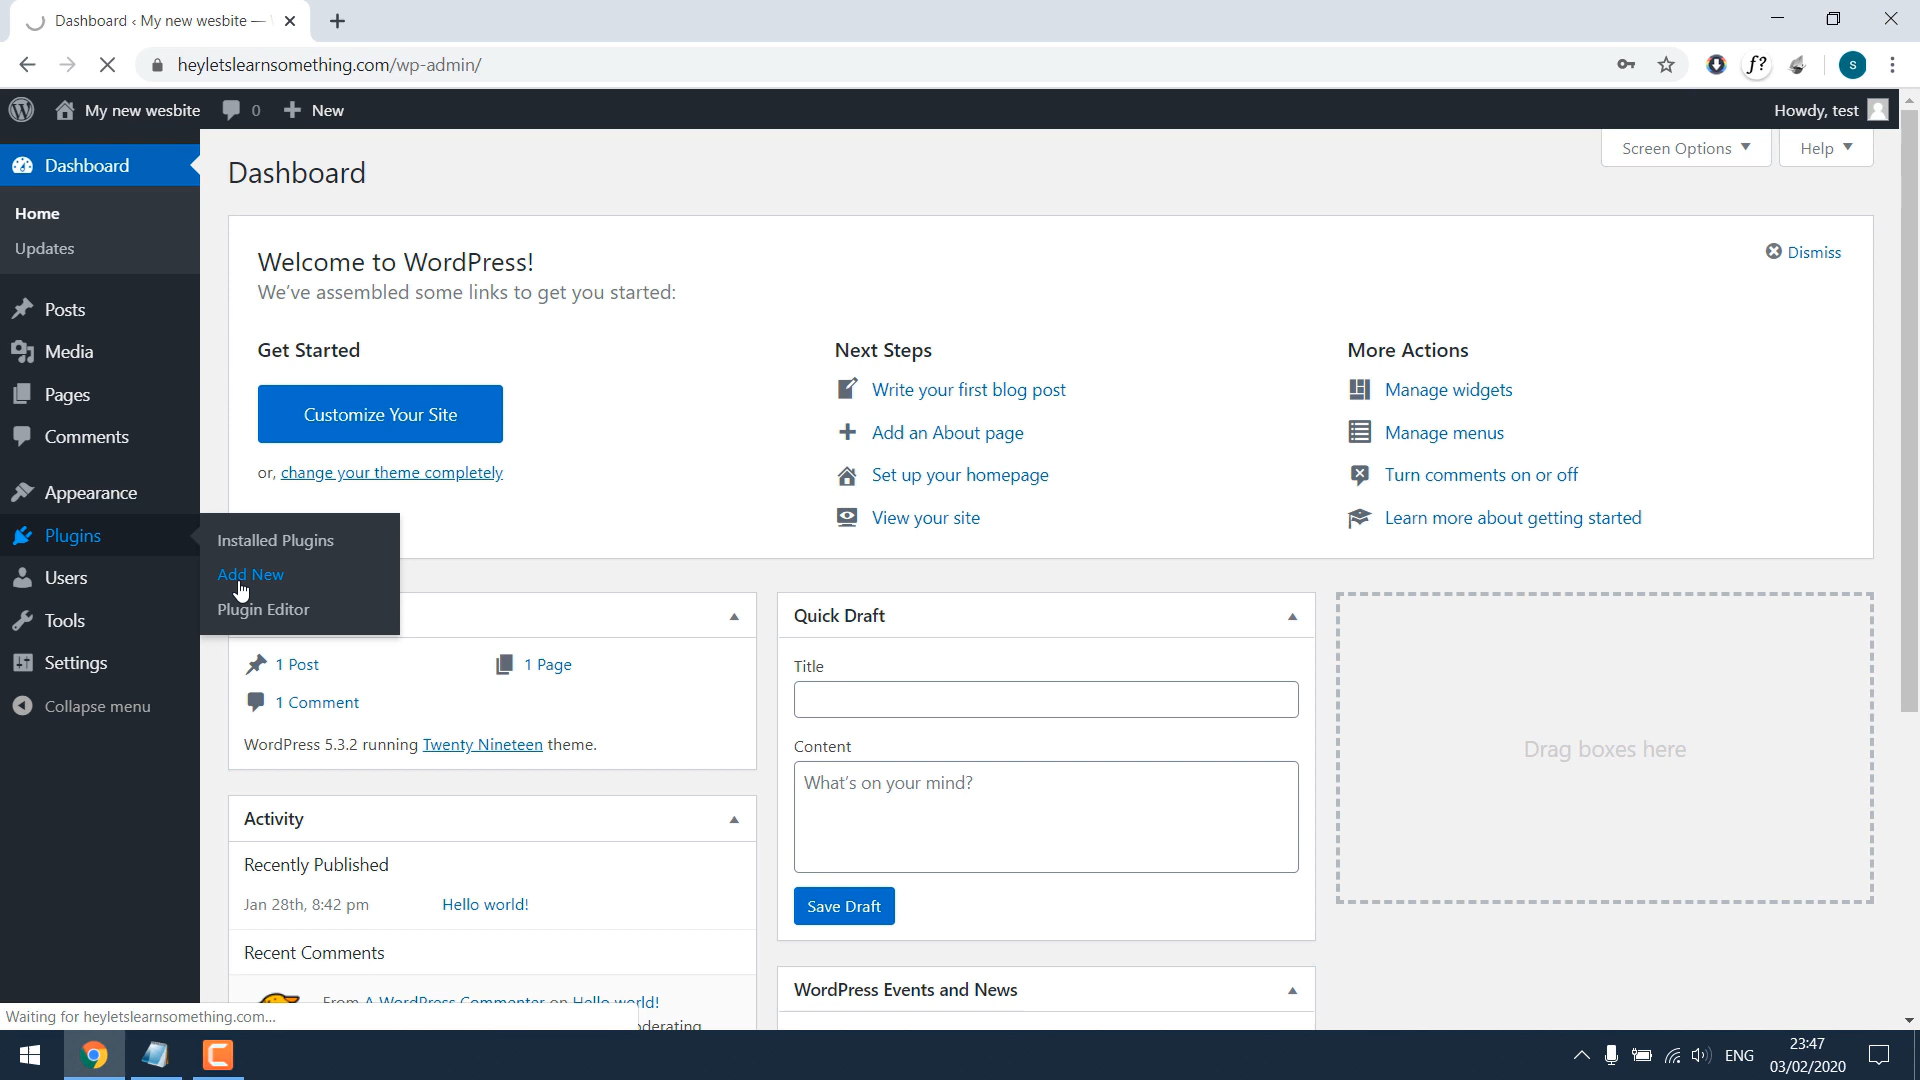 Dashboard ‹ My new wesbite —
heyletslearnsomething.com/wp-admin/
f?
s
My new wesbite
0
New
Howdy, test
Dashboard
Home
Updates
Posts
Media
Pages
Comments
Appearance
Plugins
Users
Tools
Settings
Collapse menu
Installed Plugins
Add New
Plugin Editor
Dashboard
Screen Options
Help
Welcome to WordPress!
We've assembled some links to get you started:
Dismiss
Get Started
Customize Your Site
or, change your theme completely
Next Steps
Write your first blog post
Add an About page
Set up your homepage
View your site
More Actions
Manage widgets
Manage menus
Turn comments on or off
Learn more about getting started
1 Post
1 Page
1 Comment
WordPress 5.3.2 running Twenty Nineteen theme.
Activity
Recently Published
Jan 28th, 8:42 pm
Hello world!
Recent Comments
From A WordPress Commenter on Hello world!
Quick Draft
Title
Content
What's on your mind?
Save Draft
WordPress Events and News
Drag boxes here
Waiting for heyletslearnsomething.com...
ENG
23:47
03/02/2020